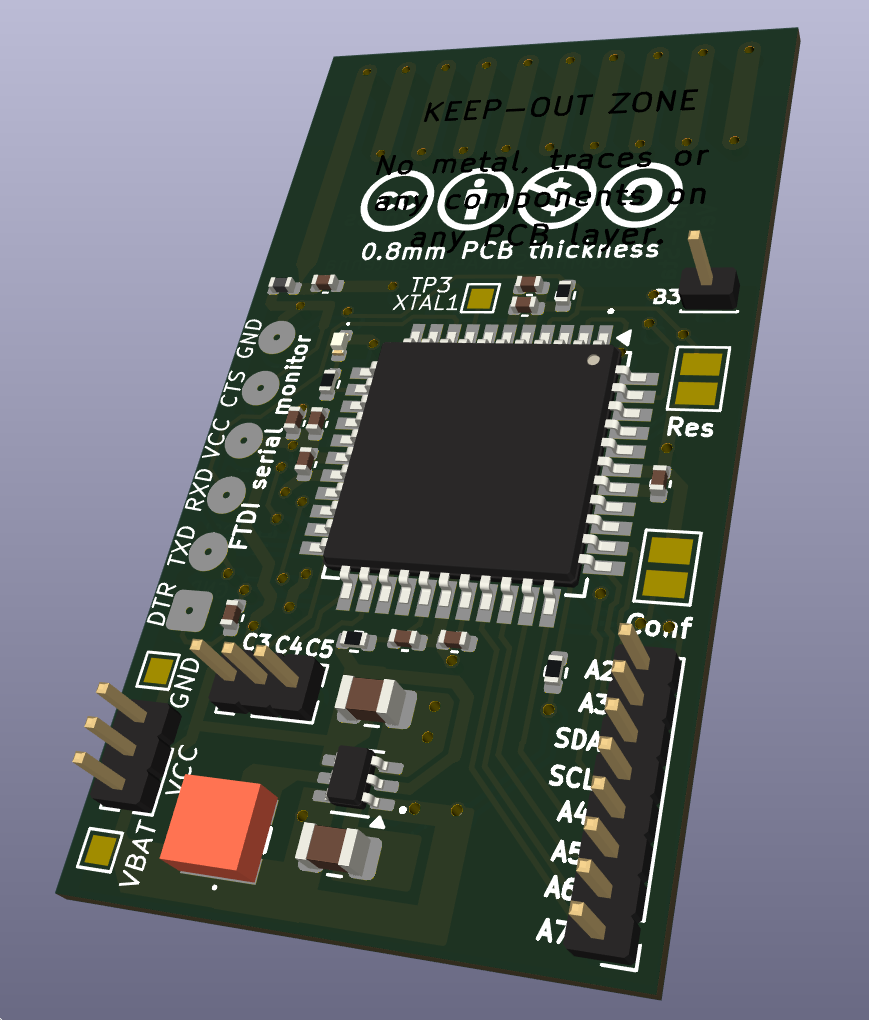 KEEP-OUT ZONE
No metal, traces or
any components on
any PCB layer.
cc i $
0.8mm PCB thickness
TP3
XTAL1
B3
GND
CTS
VCC
RXD
TXD
DTR
FTDI serial monitor
Res
Conf
C3 C4 C5
GND
VCC
VBAT
A2
A3
SDA
SCL
A4
A5
A6
A7